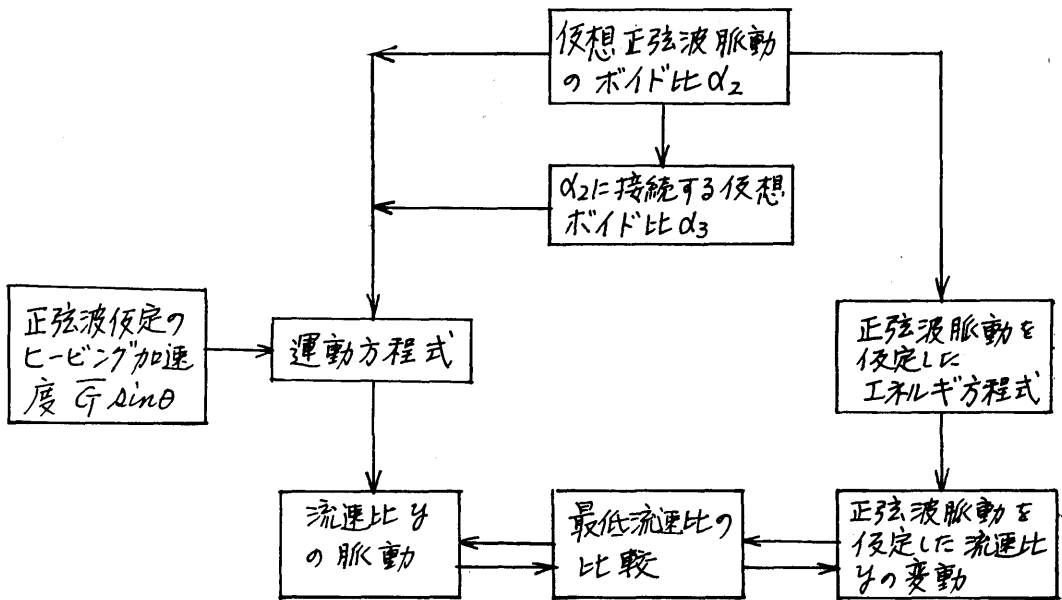 仮想正弦波脈動
のボイド比α2
α2に接続する仮想
ボイド比α3
正弦波仮定の
ヒービング加速
度 G̅ sinθ
運動方程式
正弦波脈動を
仮定した
エネルギ方程式
流速比y
の脈動
最低流速比の
比較
正弦波脈動を
仮定した流速比
yの変動